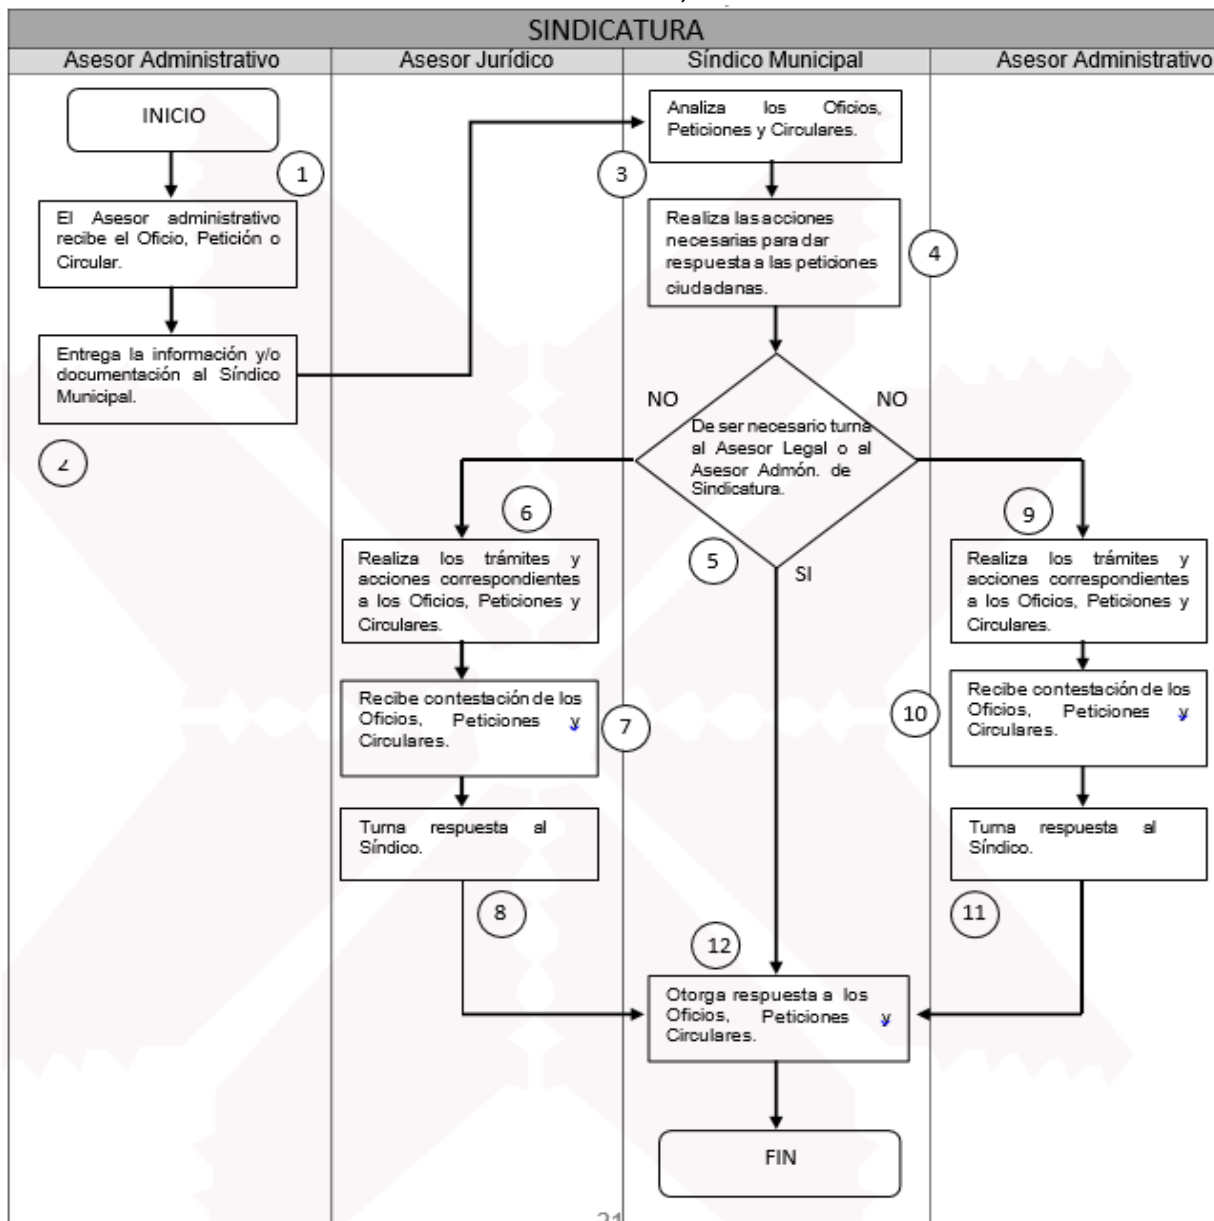 SINDICATURA
Asesor Administrativo
Asesor Jurídico
Síndico Municipal
Asesor Administrativo
INICIO
1
El Asesor administrativo
recibe el Oficio, Petición o
Circular.
Entrega la información y/o
documentación al Síndico
Municipal.
2
Analiza los Oficios,
Peticiones y Circulares.
3
Realiza las acciones
necesarias para dar
respuesta a las peticiones
ciudadanas.
4
NO
NO
De ser necesario turna
al Asesor Legal o al
Asesor Admón. de
Sindicatura.
5
SI
6
Realiza los trámites y
acciones correspondientes
a los Oficios, Peticiones y
Circulares.
Recibe contestación de los
Oficios, Peticiones y
Circulares.
7
Turna respuesta al
Síndico.
8
9
Realiza los trámites y
acciones correspondientes
a los Oficios, Peticiones y
Circulares.
10
Recibe contestación de los
Oficios, Peticiones y
Circulares.
Turna respuesta al
Síndico.
11
12
Otorga respuesta a los
Oficios, Peticiones y
Circulares.
FIN